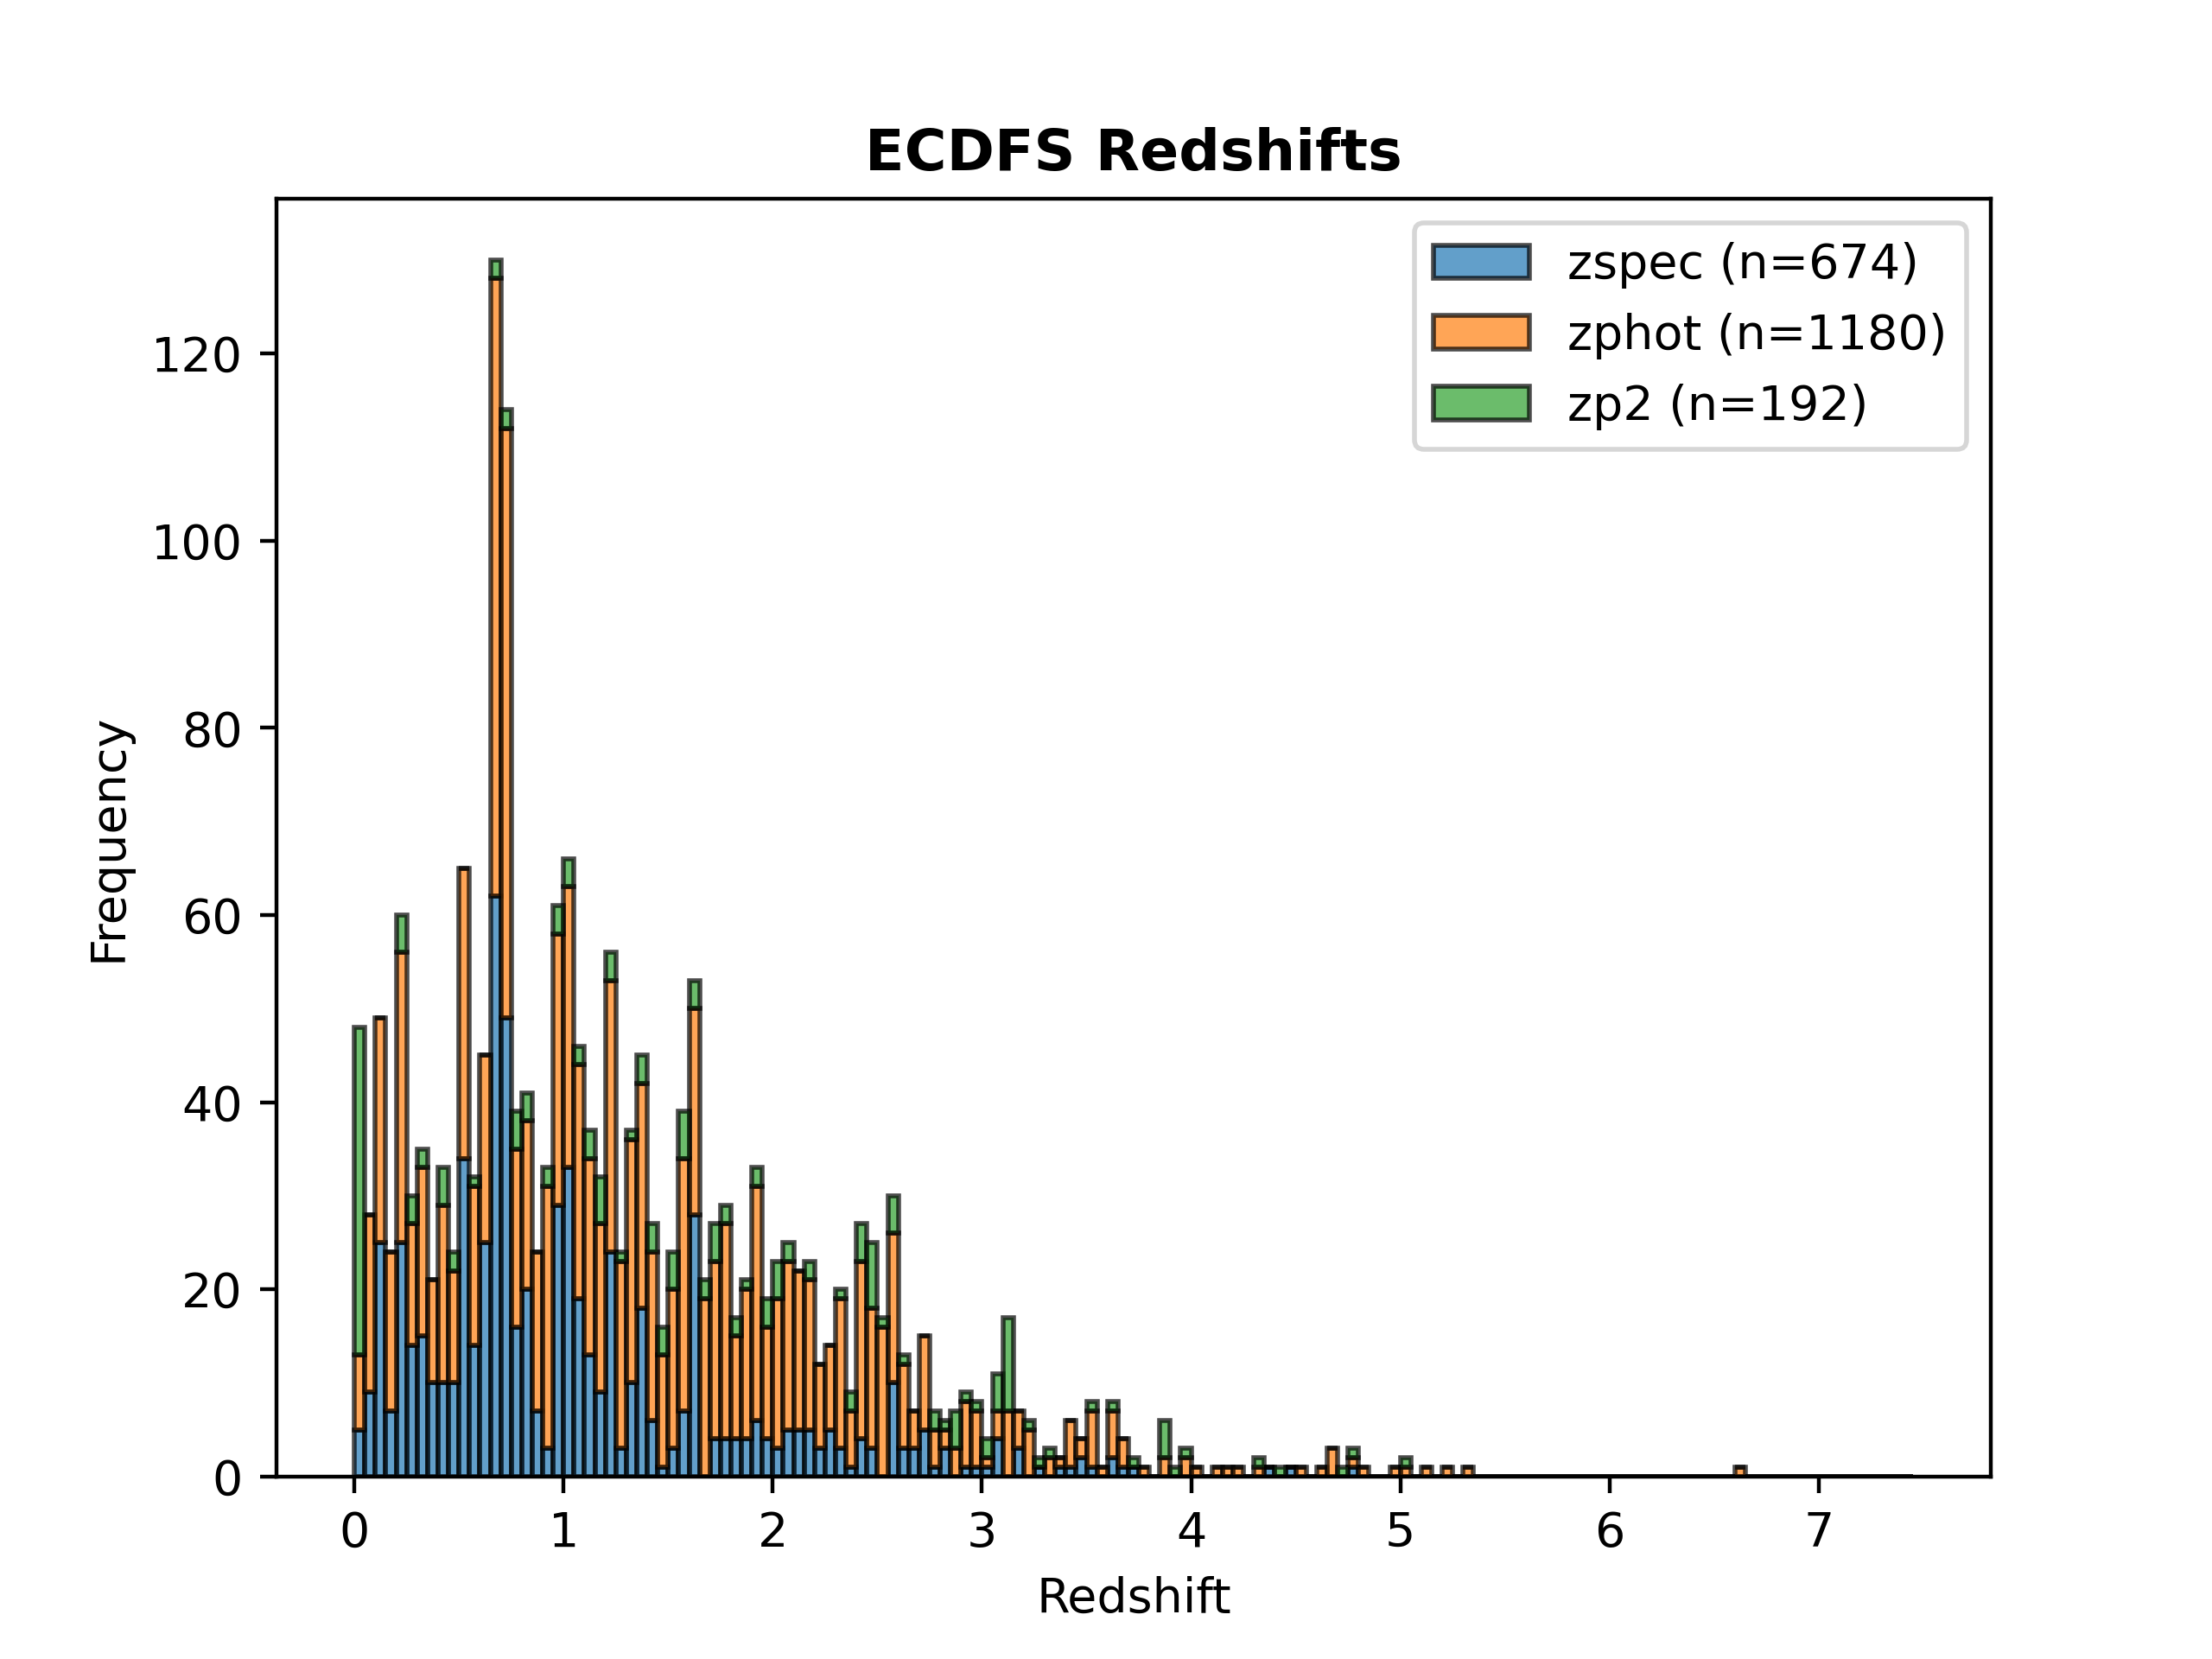 ECDFS Redshifts
zspec (n=674)
zphot (n=1180)
zp2 (n=192)
Frequency
120
100
80
60
40
20
0
0 1 2 3 4 5 6 7
Redshift